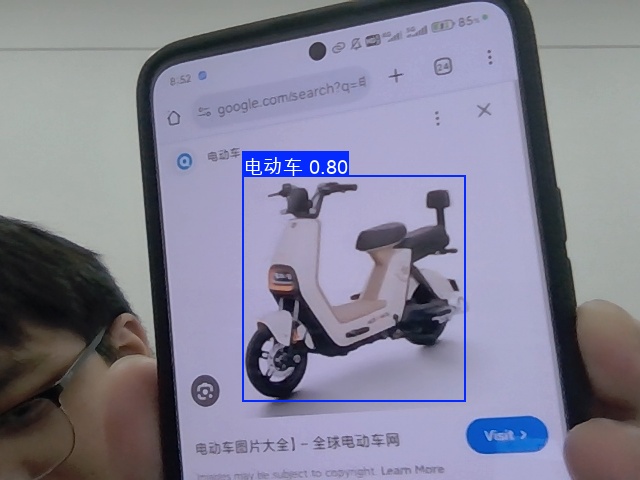 8:52
85%
24
google.com/search?q=电
电动车
电动车 0.80
电动车图片大全】 – 全球电动车网
Visit ›
Images may be subject to copyright. Learn More